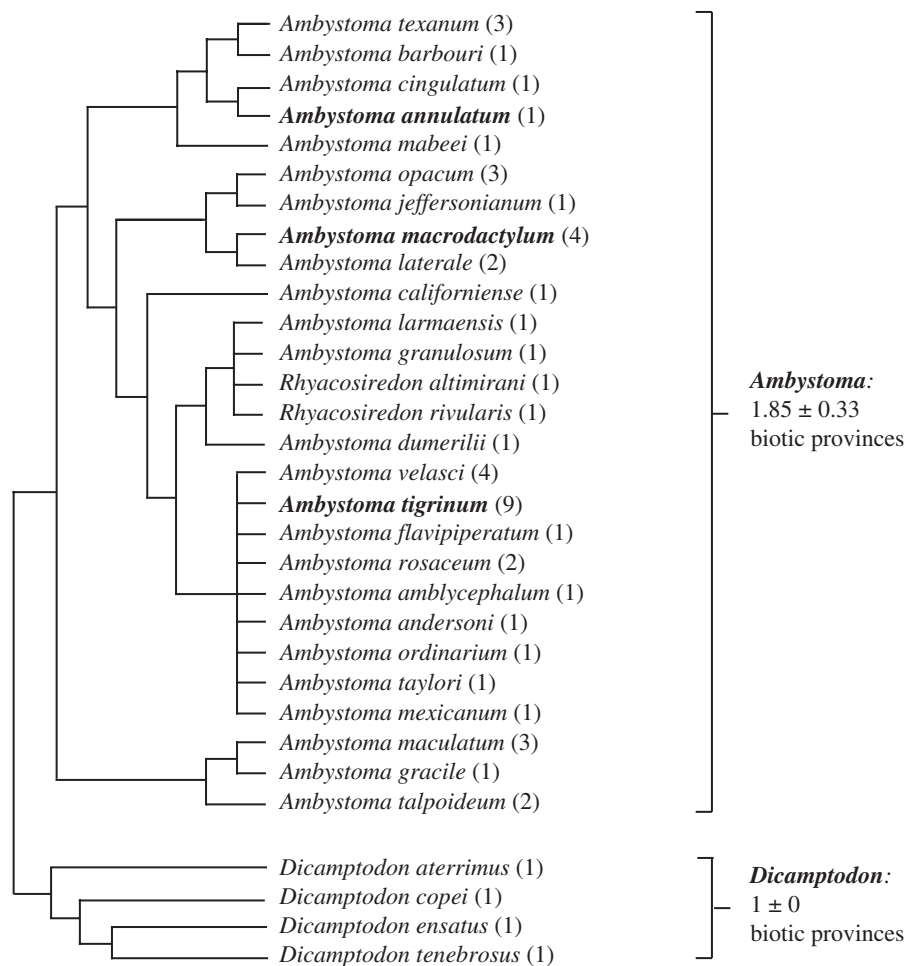 Ambystoma texanum (3)
Ambystoma barbouri (1)
Ambystoma cingulatum (1)
Ambystoma annulatum (1)
Ambystoma mabeei (1)
Ambystoma opacum (3)
Ambystoma jeffersonianum (1)
Ambystoma macrodactylum (4)
Ambystoma laterale (2)
Ambystoma californiense (1)
Ambystoma larmaensis (1)
Ambystoma granulosum (1)
Rhyacosiredon altimirani (1)
Rhyacosiredon rivularis (1)
Ambystoma dumerilii (1)
Ambystoma velasci (4)
Ambystoma tigrinum (9)
Ambystoma flavipiperatum (1)
Ambystoma rosaceum (2)
Ambystoma amblycephalum (1)
Ambystoma andersoni (1)
Ambystoma ordinarium (1)
Ambystoma taylori (1)
Ambystoma mexicanum (1)
Ambystoma maculatum (3)
Ambystoma gracile (1)
Ambystoma talpoideum (2)
Ambystoma:
1.85 ± 0.33
biotic provinces
Dicamptodon aterrimus (1)
Dicamptodon copei (1)
Dicamptodon ensatus (1)
Dicamptodon tenebrosus (1)
Dicamptodon:
1 ± 0
biotic provinces